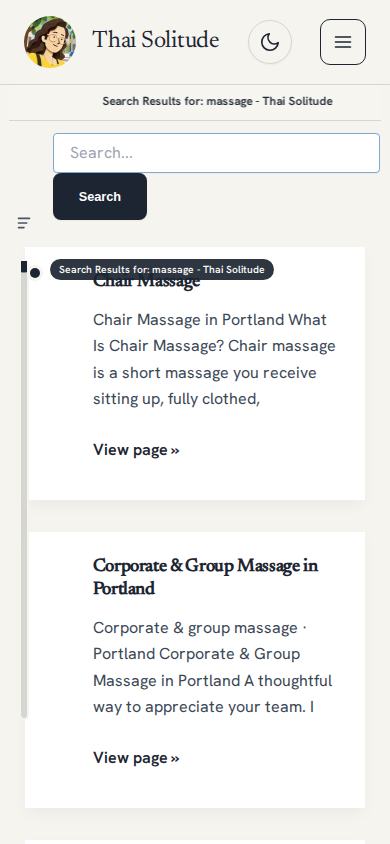 Thai Solitude
Search Results for: massage - Thai Solitude
Search...
Search
Search Results for: massage - Thai Solitude
Chair Massage
Chair Massage in Portland What
Is Chair Massage? Chair massage
is a short massage you receive
sitting up, fully clothed,
View page »
Corporate & Group Massage in
Portland
Corporate & group massage ·
Portland Corporate & Group
Massage in Portland A thoughtful
way to appreciate your team. I
View page »